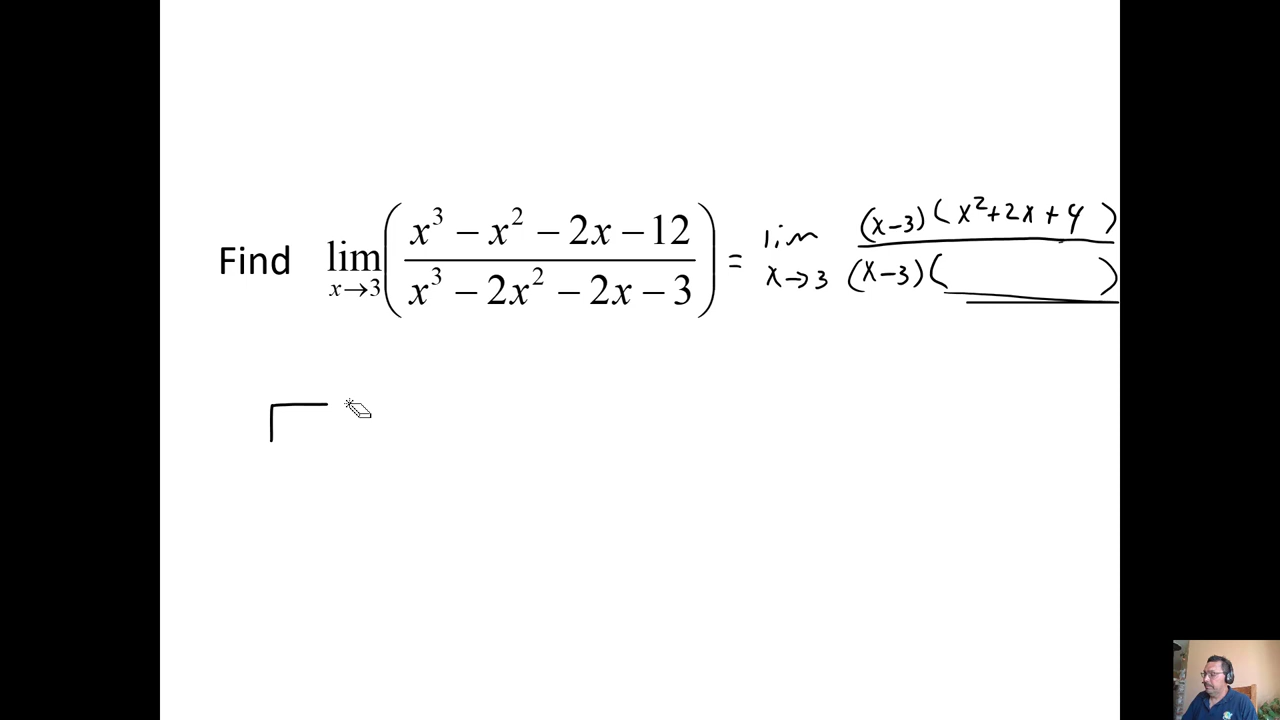 Find lim x→3 ( x³ − x² − 2x − 12 / x³ − 2x² − 2x − 3 ) = lim x→3 (x−3)(x²+2x+4) / (x−3)( )